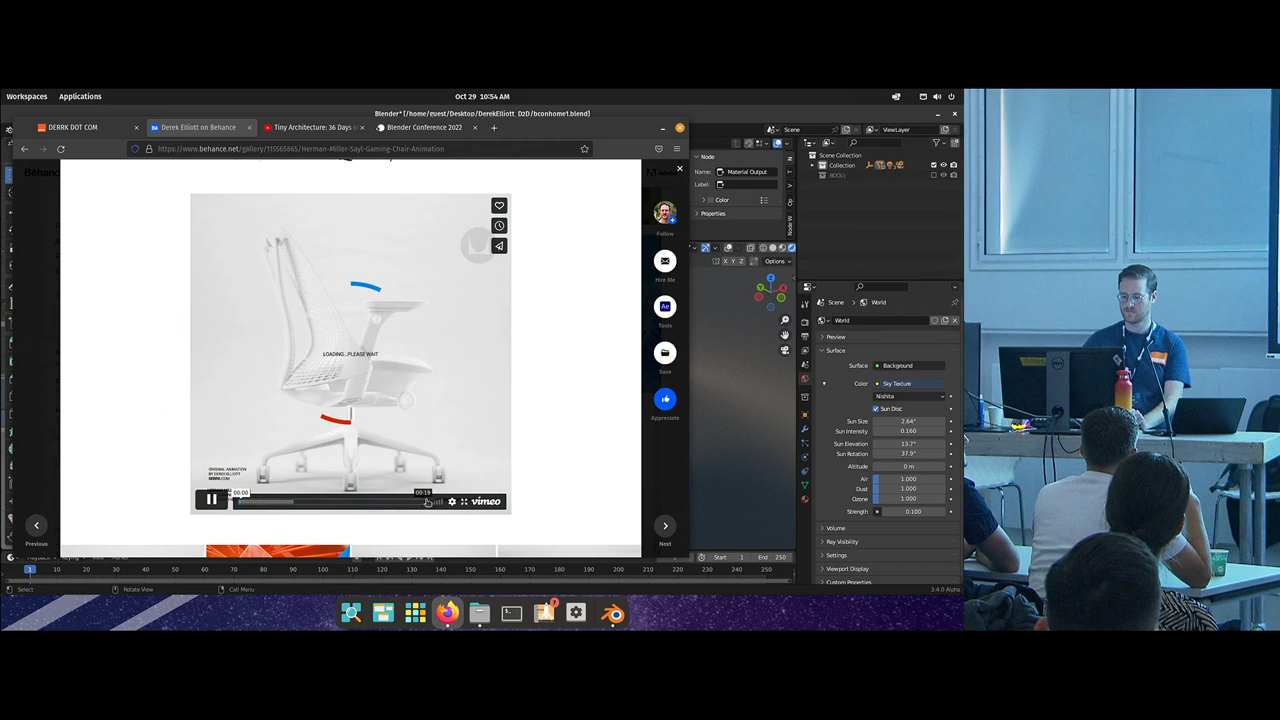 Workspaces Applications Oct 29 10:54 AM
Blender* [/home/guest/Desktop/DerekElliott_D2D/bconhome1.blend]
DERRK DOT COM
Derek Elliott on Behance
Tiny Architecture: 36 Days
Blender Conference 2022
https://www.behance.net/gallery/115565865/Herman-Miller-Sayl-Gaming-Chair-Animation
LOADING...PLEASE WAIT
ORIGINAL ANIMATION
BY DEREK ELLIOTT
DERRK.COM
00:00
00:19
vimeo
Previous
Follow
Hire Me
Ae
Tools
Save
Appreciate
Next
Node
Name: Material Output
Label:
Color
Properties
X Y Z Options
Z
Scene ViewLayer
Scene Collection
Collection
BOOL
Scene World
World
Preview
Surface
Surface Background
Color Sky Texture
Nishita
Sun Disc
Sun Size 2.64°
Sun Intensity 0.160
Sun Elevation 13.7°
Sun Rotation 37.9°
Altitude 0 m
Air 1.000
Dust 1.000
Ozone 1.000
Strength 0.100
Volume
Ray Visibility
Settings
Viewport Display
Custom Properties
Start 1 End 250
1 10 20 30 40 50 60 70 80 90 100 110 120 130 140 150 160 170 180 190 200 210 220 230 240 250
Select Rotate View Call Menu 3.4.0 Alpha
DELL